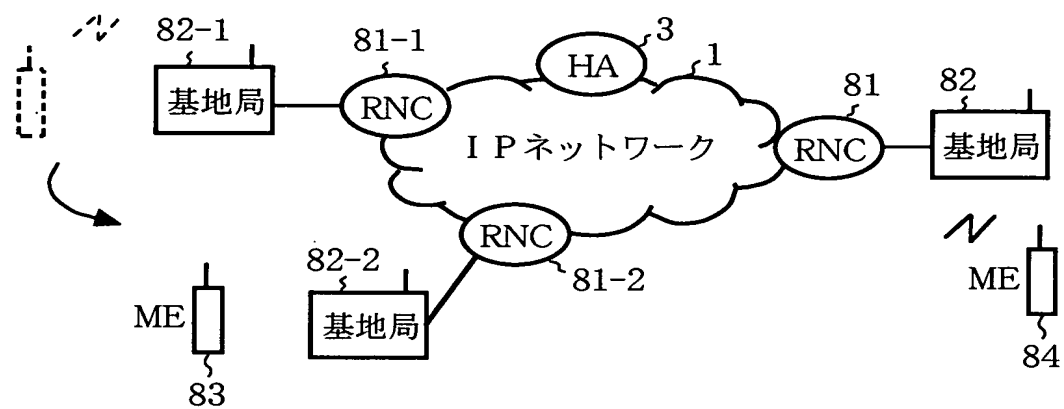 82-1
基地局
81-1
RNC
3
HA
1
IPネットワーク
81
RNC
82
基地局
RNC
81-2
82-2
基地局
ME
83
ME
84